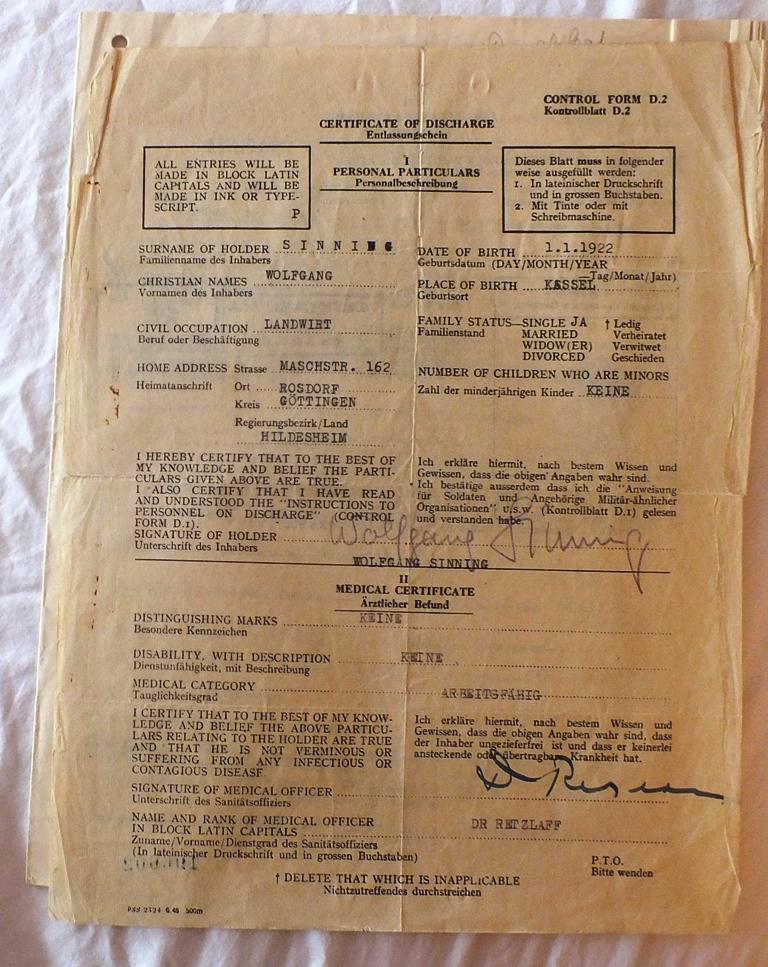 CONTROL FORM D.2
Kontrollblatt D.2
CERTIFICATE OF DISCHARGE
Entlassungschein
ALL ENTRIES WILL BE
MADE IN BLOCK LATIN
CAPITALS AND WILL BE
MADE IN INK OR TYPE-
SCRIPT.
P
I
PERSONAL PARTICULARS
Personalbeschreibung
Dieses Blatt muss in folgender
weise ausgefüllt werden:
1. In lateinischer Druckschrift
und in grossen Buchstaben.
2. Mit Tinte oder mit
Schreibmaschine.
SURNAME OF HOLDER SINNING
Familienname des Inhabers
CHRISTIAN NAMES WOLFGANG
Vornamen des Inhabers
CIVIL OCCUPATION LANDWIRT
Beruf oder Beschäftigung
HOME ADDRESS Strasse MASCHSTR. 162
Heimatanschrift Ort ROSDORF
Kreis GÖTTINGEN
Regierungsbezirk/Land
HILDESHEIM
DATE OF BIRTH 1.1.1922
Geburtsdatum (DAY/MONTH/YEAR
Tag/Monat/Jahr)
PLACE OF BIRTH KASSEL
Geburtsort
FAMILY STATUS—SINGLE JA † Ledig
Familienstand MARRIED Verheiratet
WIDOW(ER) Verwitwet
DIVORCED Geschieden
NUMBER OF CHILDREN WHO ARE MINORS
Zahl der minderjährigen Kinder KEINE
I HEREBY CERTIFY THAT TO THE BEST OF
MY KNOWLEDGE AND BELIEF THE PARTI-
CULARS GIVEN ABOVE ARE TRUE.
I ALSO CERTIFY THAT I HAVE READ
AND UNDERSTOOD THE "INSTRUCTIONS TO
PERSONNEL ON DISCHARGE" (CONTROL
FORM D.1).
Ich erkläre hiermit, nach bestem Wissen und
Gewissen, dass die obigen Angaben wahr sind.
Ich bestätige ausserdem dass ich die "Anweisung
für Soldaten und Angehörige Militär-ähnlicher
Organisationen" u.s.w. (Kontrollblatt D.1) gelesen
und verstanden habe.
SIGNATURE OF HOLDER Wolfgang Sinning
Unterschrift des Inhabers
WOLFGANG SINNING
II
MEDICAL CERTIFICATE
Ärztlicher Befund
DISTINGUISHING MARKS KEINE
Besondere Kennzeichen
DISABILITY, WITH DESCRIPTION KEINE
Dienstunfähigkeit, mit Beschreibung
MEDICAL CATEGORY ARBEITSFÄHIG
Tauglichkeitsgrad
I CERTIFY THAT TO THE BEST OF MY KNOW-
LEDGE AND BELIEF THE ABOVE PARTICU-
LARS RELATING TO THE HOLDER ARE TRUE
AND THAT HE IS NOT VERMINOUS OR
SUFFERING FROM ANY INFECTIOUS OR
CONTAGIOUS DISEASE.
Ich erkläre hiermit, nach bestem Wissen und
Gewissen, dass die obigen Angaben wahr sind, dass
der Inhaber ungezieferfrei ist und dass er keinerlei
ansteckende oder übertragbare Krankheit hat.
SIGNATURE OF MEDICAL OFFICER
Unterschrift des Sanitätsoffiziers
NAME AND RANK OF MEDICAL OFFICER
IN BLOCK LATIN CAPITALS DR RETZLAFF
Zuname/Vorname/Dienstgrad des Sanitätsoffiziers
(In lateinischer Druckschrift und in grossen Buchstaben)
P.T.O.
Bitte wenden
† DELETE THAT WHICH IS INAPPLICABLE
Nichtzutreffendes durchstreichen
6.45 500m